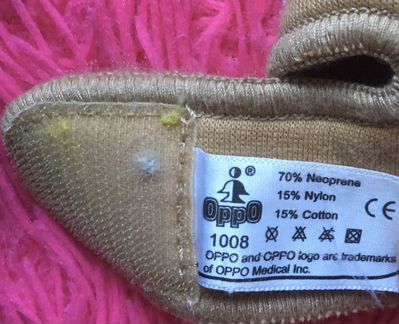 70% Neoprene
15% Nylon
15% Cotton
CE
®
OppO
1008
OPPO and OPPO logo are trademarks
of OPPO Medical Inc.